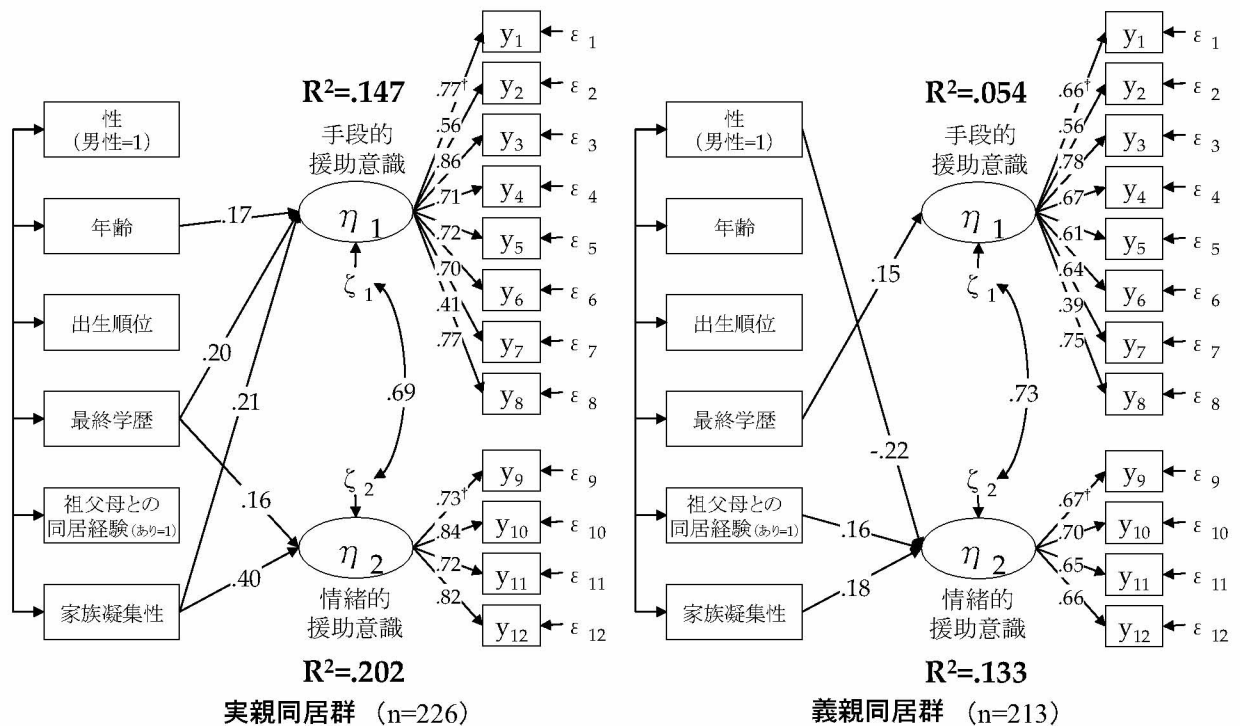 R²=.147
手段的
援助意識
η 1
ζ 1
性
(男性=1)
年齢
出生順位
最終学歴
祖父母との
同居経験(あり=1)
家族凝集性
.17
.20
.21
.16
.40
.69
.77†
.56
.86
.71
.72
.70
.41
.77
y1
ε 1
y2
ε 2
y3
ε 3
y4
ε 4
y5
ε 5
y6
ε 6
y7
ε 7
y8
ε 8
ζ 2
η 2
情緒的
援助意識
R²=.202
.73†
.84
.72
.82
y9
ε 9
y10
ε 10
y11
ε 11
y12
ε 12
実親同居群 (n=226)
R²=.054
手段的
援助意識
η 1
ζ 1
性
(男性=1)
年齢
出生順位
最終学歴
祖父母との
同居経験(あり=1)
家族凝集性
.15
-.22
.16
.18
.73
.66†
.56
.78
.67
.61
.64
.39
.75
y1
ε 1
y2
ε 2
y3
ε 3
y4
ε 4
y5
ε 5
y6
ε 6
y7
ε 7
y8
ε 8
ζ 2
η 2
情緒的
援助意識
R²=.133
.67†
.70
.65
.66
y9
ε 9
y10
ε 10
y11
ε 11
y12
ε 12
義親同居群 (n=213)